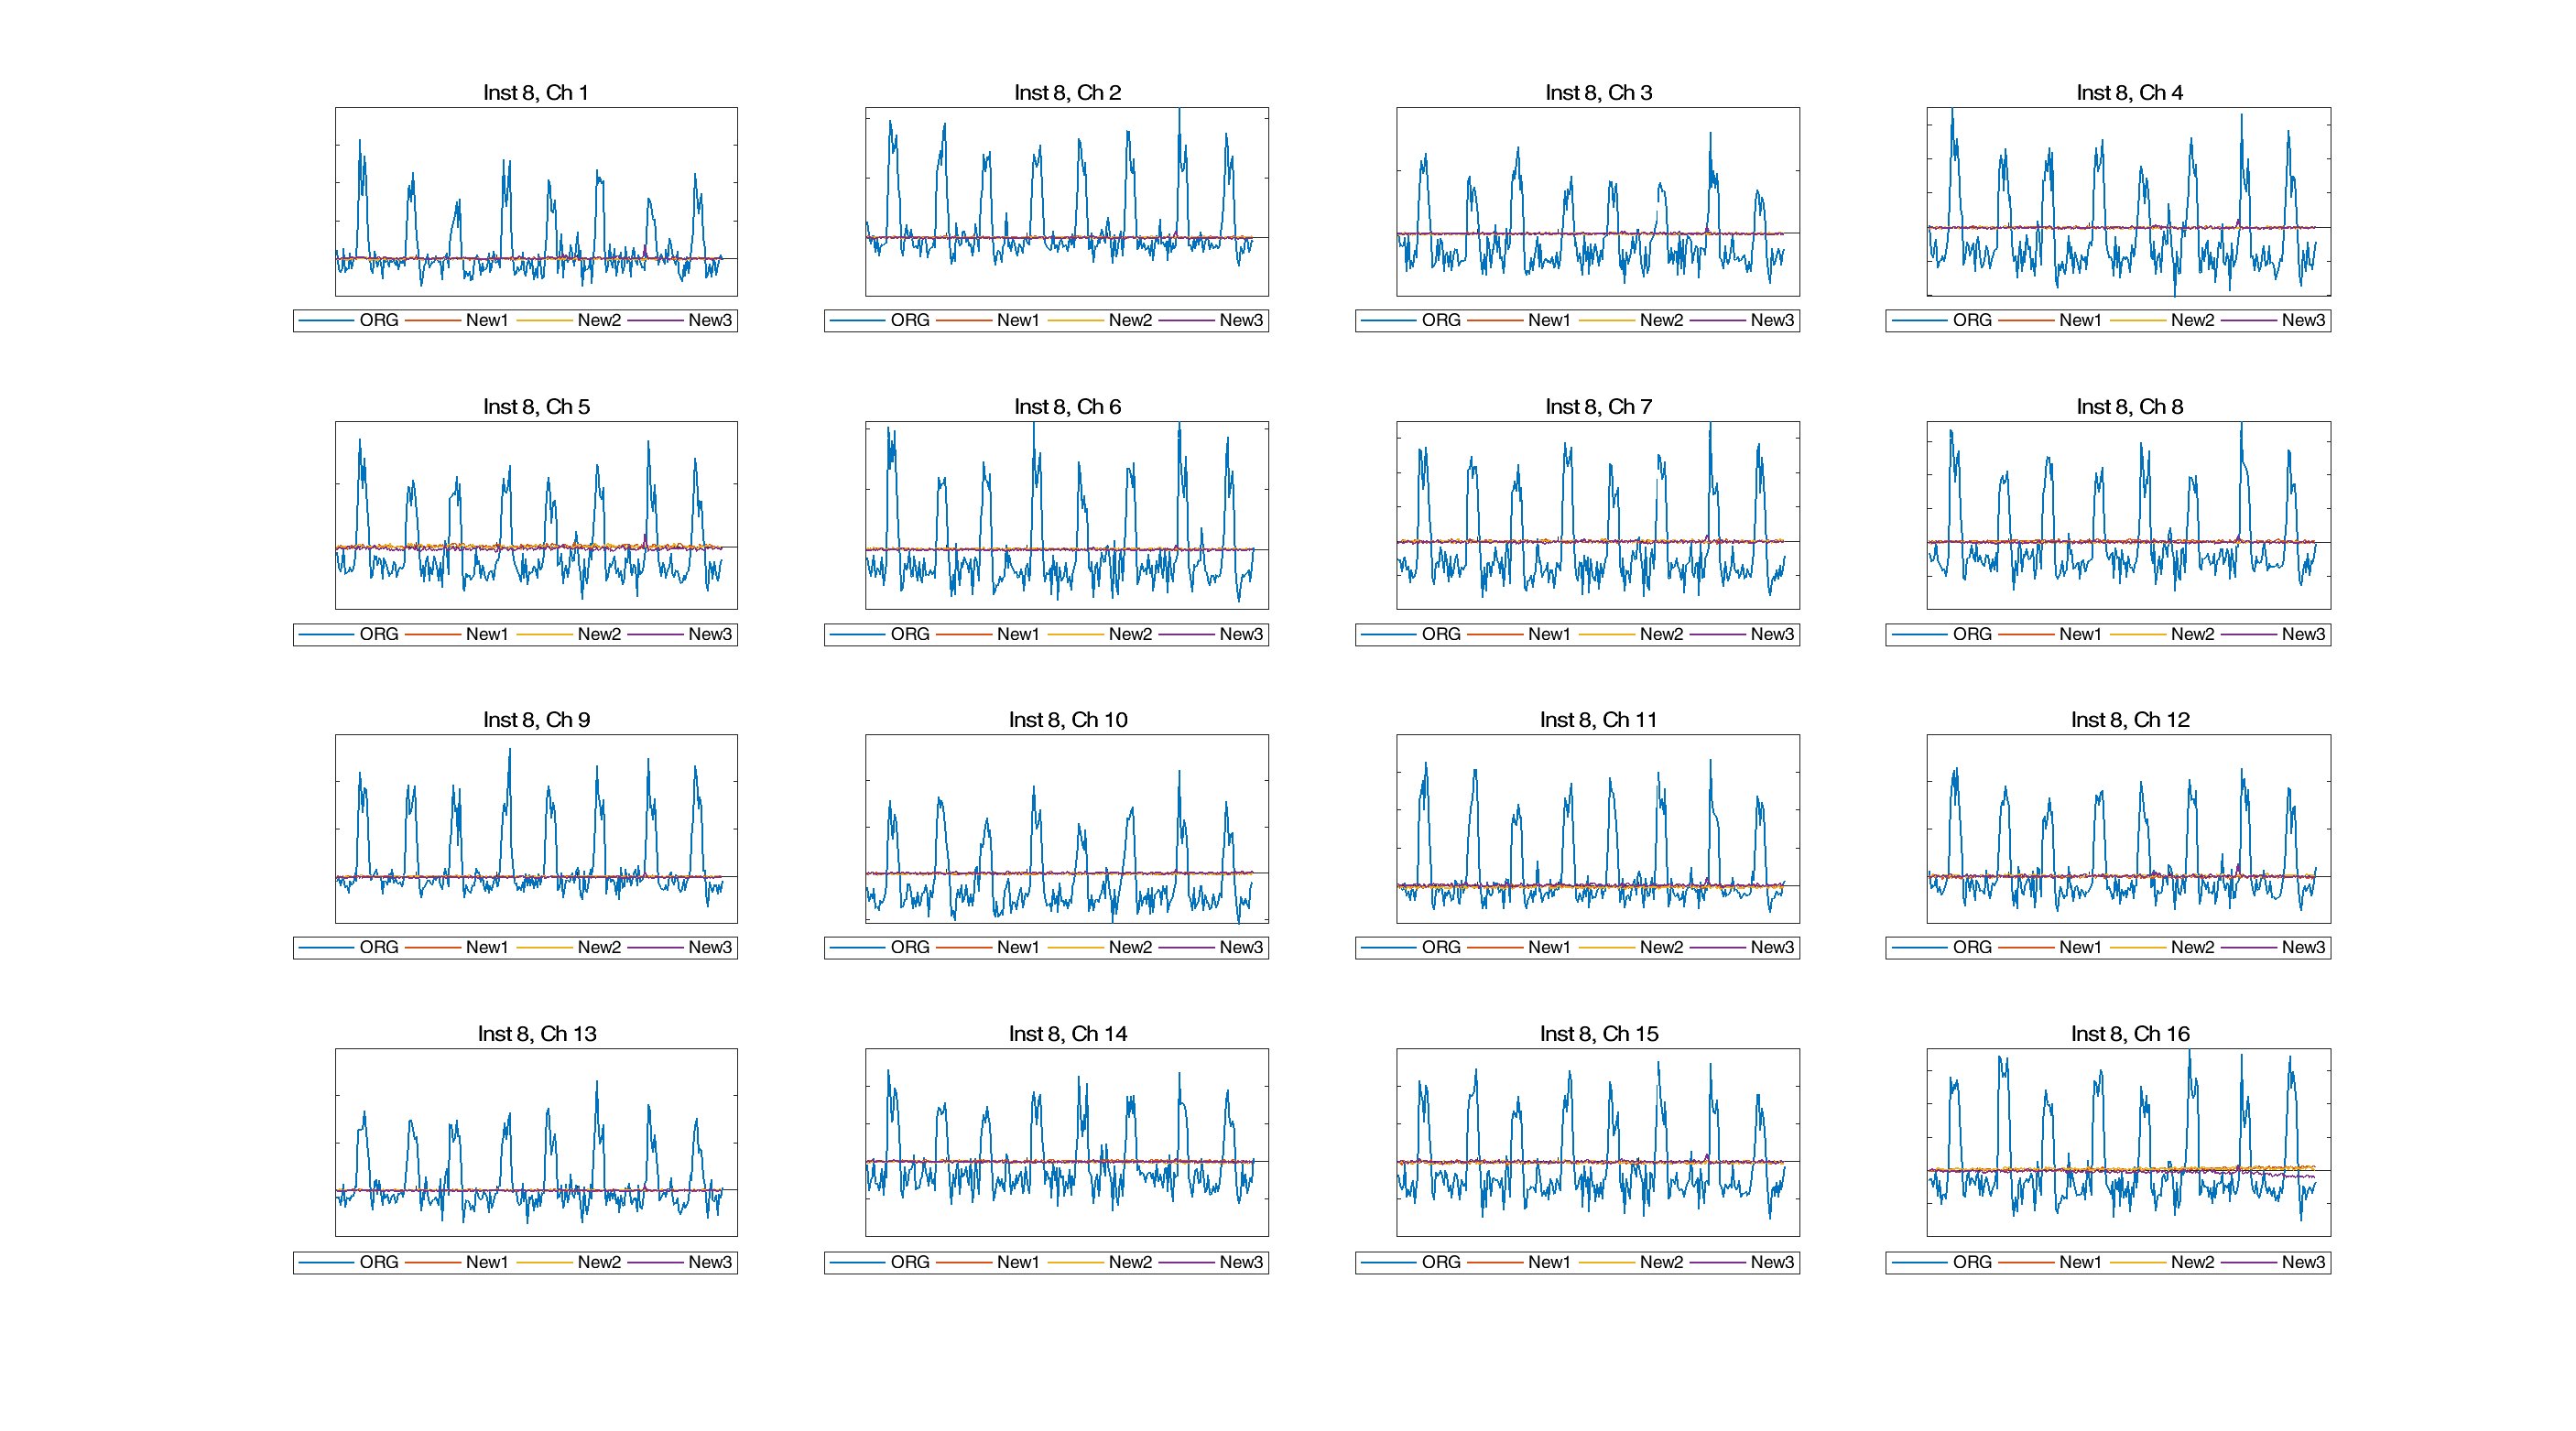 Inst 8, Ch 1
Inst 8, Ch 2
Inst 8, Ch 3
Inst 8, Ch 4
ORG New1 New2 New3
ORG New1 New2 New3
ORG New1 New2 New3
ORG New1 New2 New3
Inst 8, Ch 5
Inst 8, Ch 6
Inst 8, Ch 7
Inst 8, Ch 8
ORG New1 New2 New3
ORG New1 New2 New3
ORG New1 New2 New3
ORG New1 New2 New3
Inst 8, Ch 9
Inst 8, Ch 10
Inst 8, Ch 11
Inst 8, Ch 12
ORG New1 New2 New3
ORG New1 New2 New3
ORG New1 New2 New3
ORG New1 New2 New3
Inst 8, Ch 13
Inst 8, Ch 14
Inst 8, Ch 15
Inst 8, Ch 16
ORG New1 New2 New3
ORG New1 New2 New3
ORG New1 New2 New3
ORG New1 New2 New3